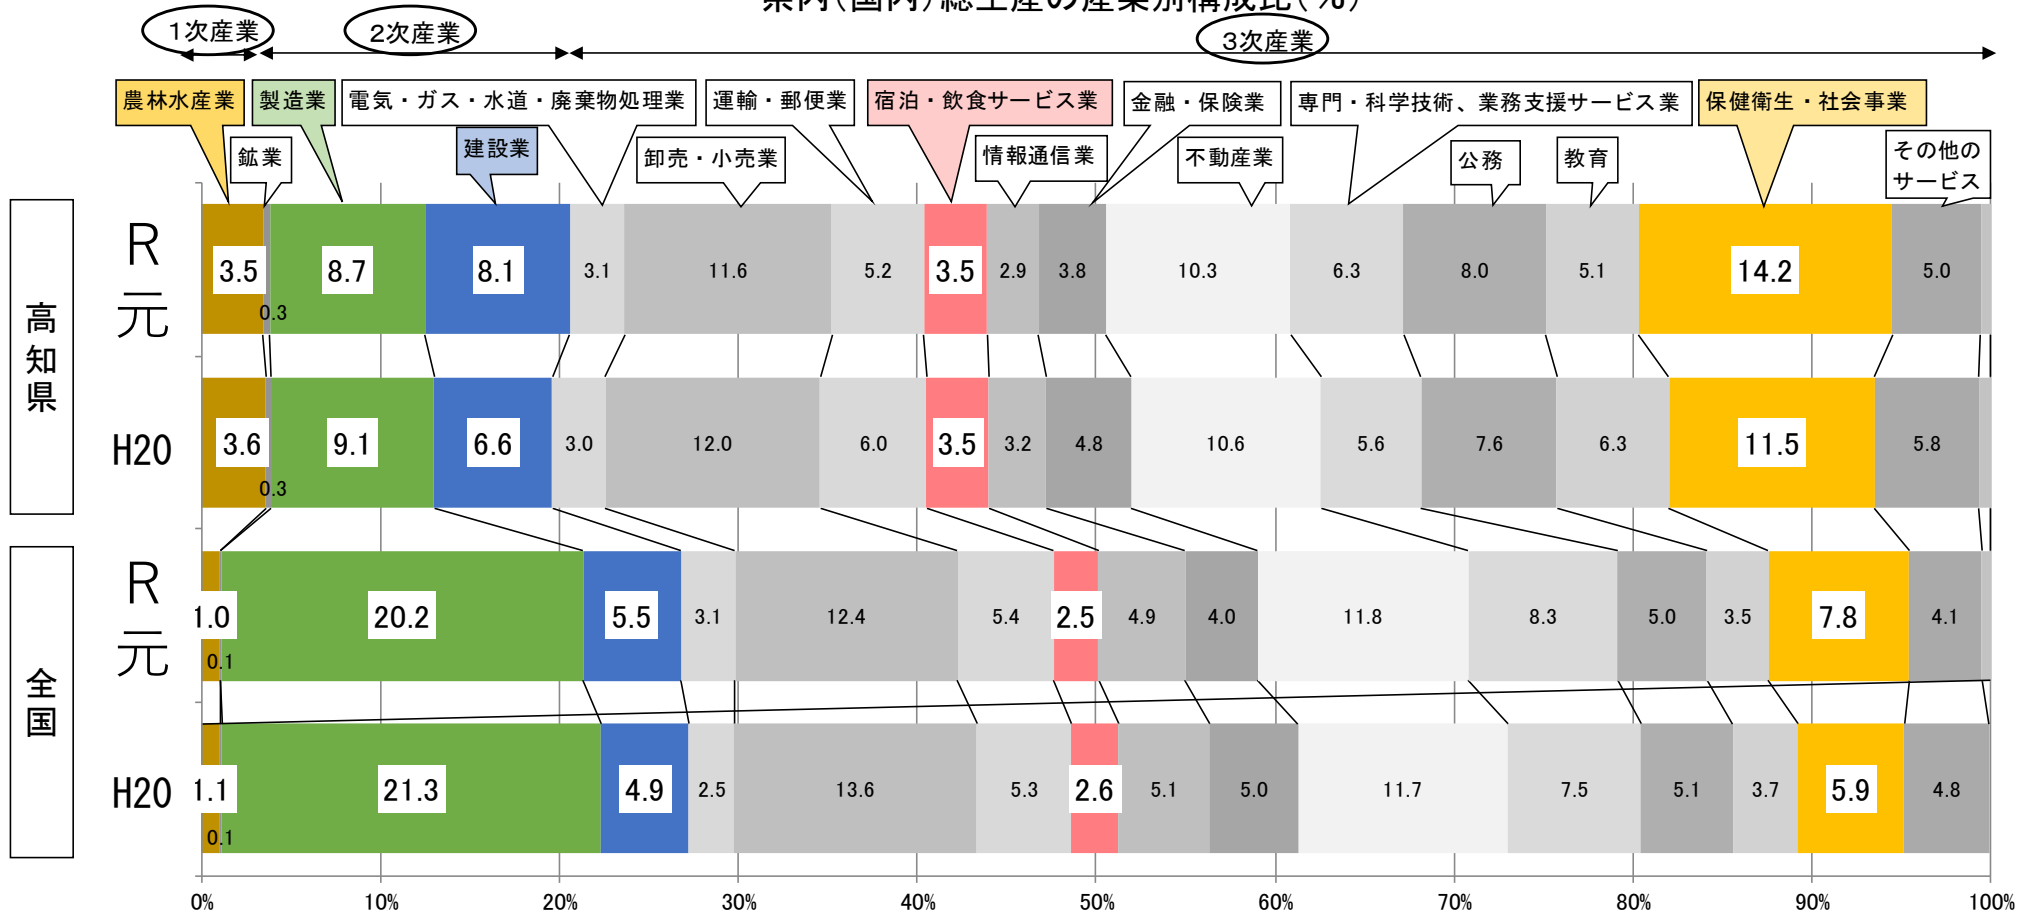 県内(国内)総生産の産業別構成比(%)
1次産業 2次産業 3次産業
農林水産業 製造業 電気・ガス・水道・廃棄物処理業 運輸・郵便業 宿泊・飲食サービス業 金融・保険業 専門・科学技術、業務支援サービス業 保健衛生・社会事業
鉱業 建設業 卸売・小売業 情報通信業 不動産業 公務 教育 その他の
サービス
高知県
R元
3.5 0.3 8.7 8.1 3.1 11.6 5.2 3.5 2.9 3.8 10.3 6.3 8.0 5.1 14.2 5.0
H20
3.6 0.3 9.1 6.6 3.0 12.0 6.0 3.5 3.2 4.8 10.6 5.6 7.6 6.3 11.5 5.8
全国
R元
1.0 0.1 20.2 5.5 3.1 12.4 5.4 2.5 4.9 4.0 11.8 8.3 5.0 3.5 7.8 4.1
H20
1.1 0.1 21.3 4.9 2.5 13.6 5.3 2.6 5.1 5.0 11.7 7.5 5.1 3.7 5.9 4.8
0% 10% 20% 30% 40% 50% 60% 70% 80% 90% 100%